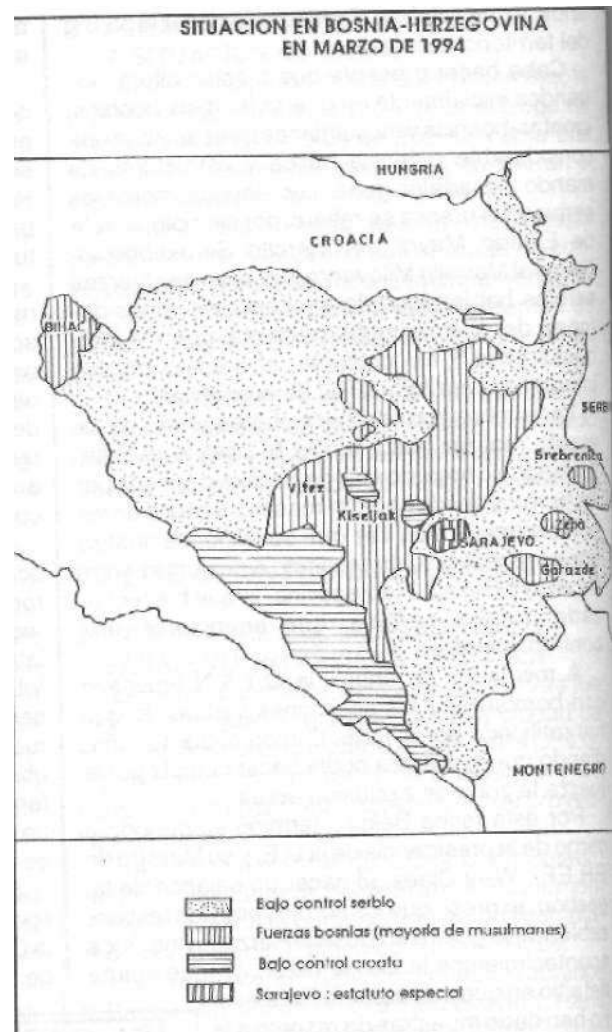 SITUACION EN BOSNIA-HERZEGOVINA
EN MARZO DE 1994
HUNGRIA
CROACIA
BIHAC
SERB
Srebrenica
Vitez
Kiseljak
Zepa
SARAJEVO
Gorazde
MONTENEGRO
Bajo control serbio
Fuerzas bosnias (mayoría de musulmanes)
Bajo control croata
Sarajevo : estatuto especial